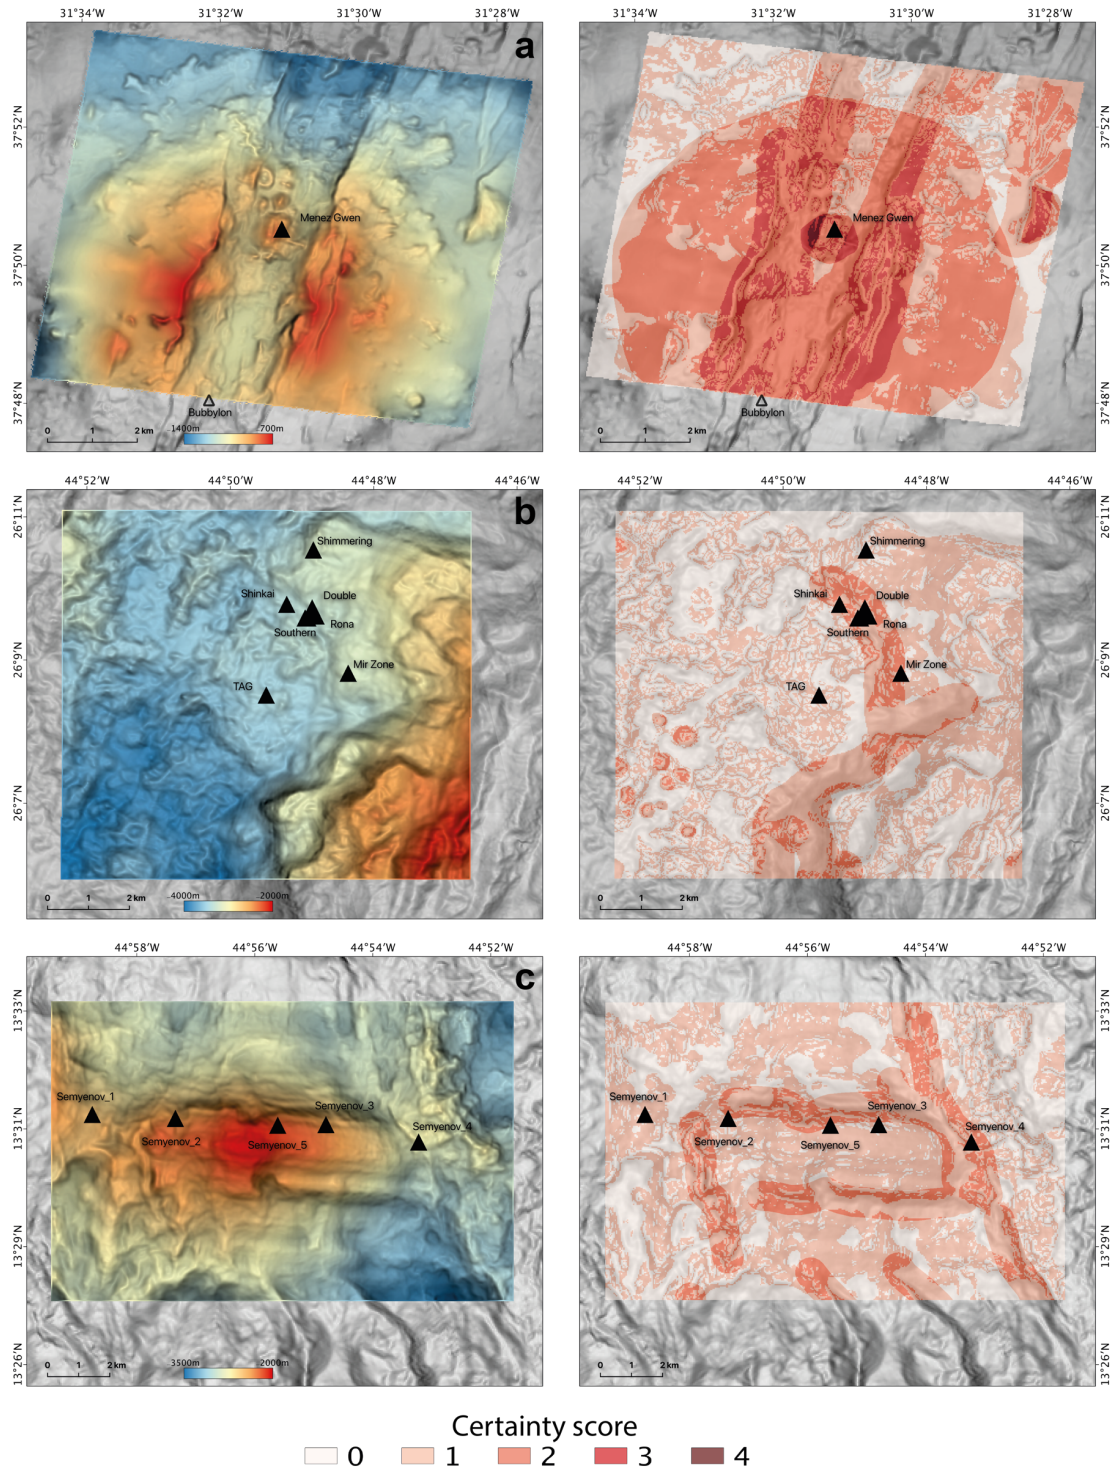 31°34'W 31°32'W 31°30'W 31°28'W
31°34'W 31°32'W 31°30'W 31°28'W
a
37°52'N
37°50'N
37°48'N
Menez Gwen
Bubbylon
0 1 2 km
1400m 700m
Menez Gwen
Bubbylon
0 1 2 km
37°52'N
37°50'N
37°48'N
44°52'W 44°50'W 44°48'W 44°46'W
44°52'W 44°50'W 44°48'W 44°46'W
b
26°11'N
26°9'N
26°7'N
Shimmering
Shinkai
Double
Southern
Rona
Mir Zone
TAG
0 1 2 km
4000m 2000m
Shimmering
Shinkai
Double
Southern
Rona
Mir Zone
TAG
0 1 2 km
26°11'N
26°9'N
26°7'N
44°58'W 44°56'W 44°54'W 44°52'W
44°58'W 44°56'W 44°54'W 44°52'W
c
13°33'N
13°31'N
13°29'N
13°26'N
Semyenov_1
Semyenov_2
Semyenov_3
Semyenov_4
Semyenov_5
0 1 2 km
3500m 2000m
Semyenov_1
Semyenov_2
Semyenov_3
Semyenov_4
Semyenov_5
0 1 2 km
13°33'N
13°31'N
13°29'N
13°26'N
Certainty score
0 1 2 3 4